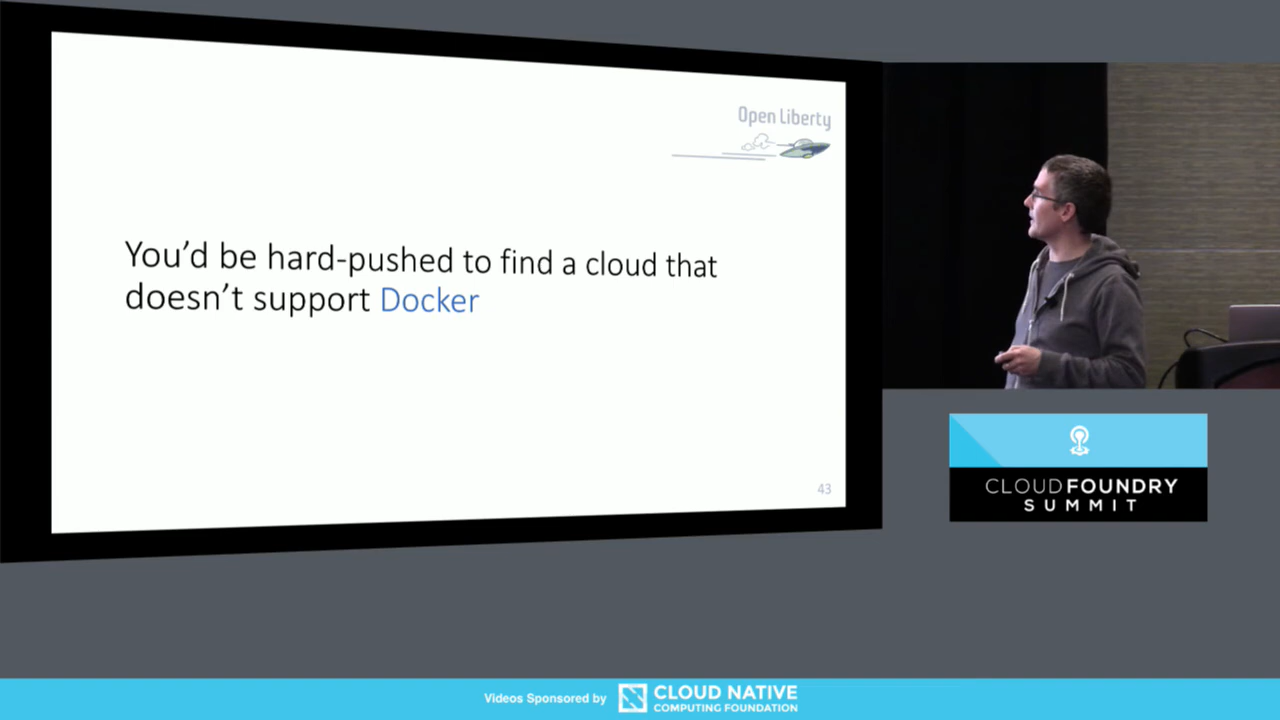 Open Liberty
You’d be hard-pushed to find a cloud that
doesn’t support Docker
43
CLOUD FOUNDRY
SUMMIT
Videos Sponsored by
CLOUD NATIVE
COMPUTING FOUNDATION